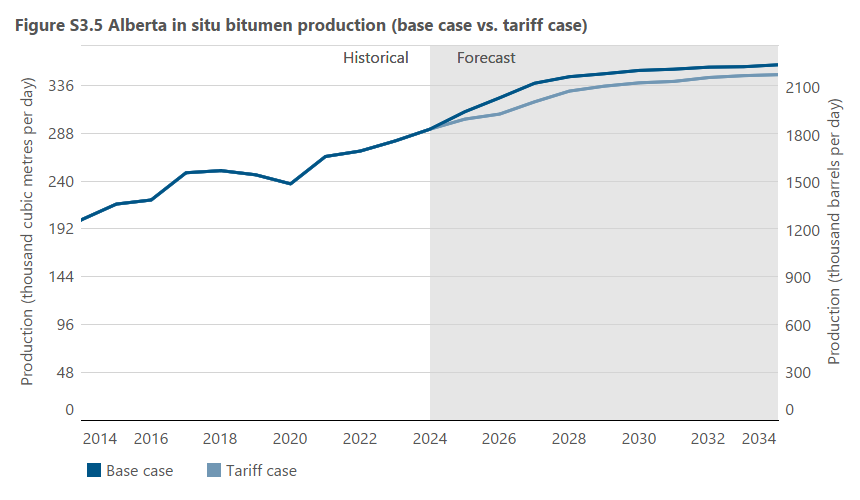 Figure S3.5 Alberta in situ bitumen production (base case vs. tariff case)
Historical Forecast
Production (thousand cubic metres per day)
336
288
240
192
144
96
48
0
2100
1800
1500
1200
900
600
300
0
Production (thousand barrels per day)
2014 2016 2018 2020 2022 2024 2026 2028 2030 2032 2034
Base case Tariff case